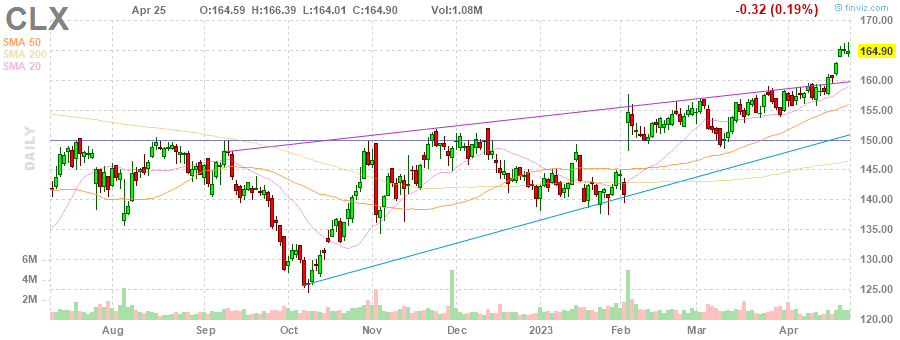 CLX
Apr 25 O:164.59 H:166.39 L:164.01 C:164.90 Vol:1.08M -0.32 (0.19%)
© finviz.com
SMA 50
SMA 200
SMA 20
DAILY
170.00
164.90
160.00
155.00
150.00
145.00
140.00
135.00
130.00
125.00
120.00
6M
4M
2M
Aug Sep Oct Nov Dec 2023 Feb Mar Apr